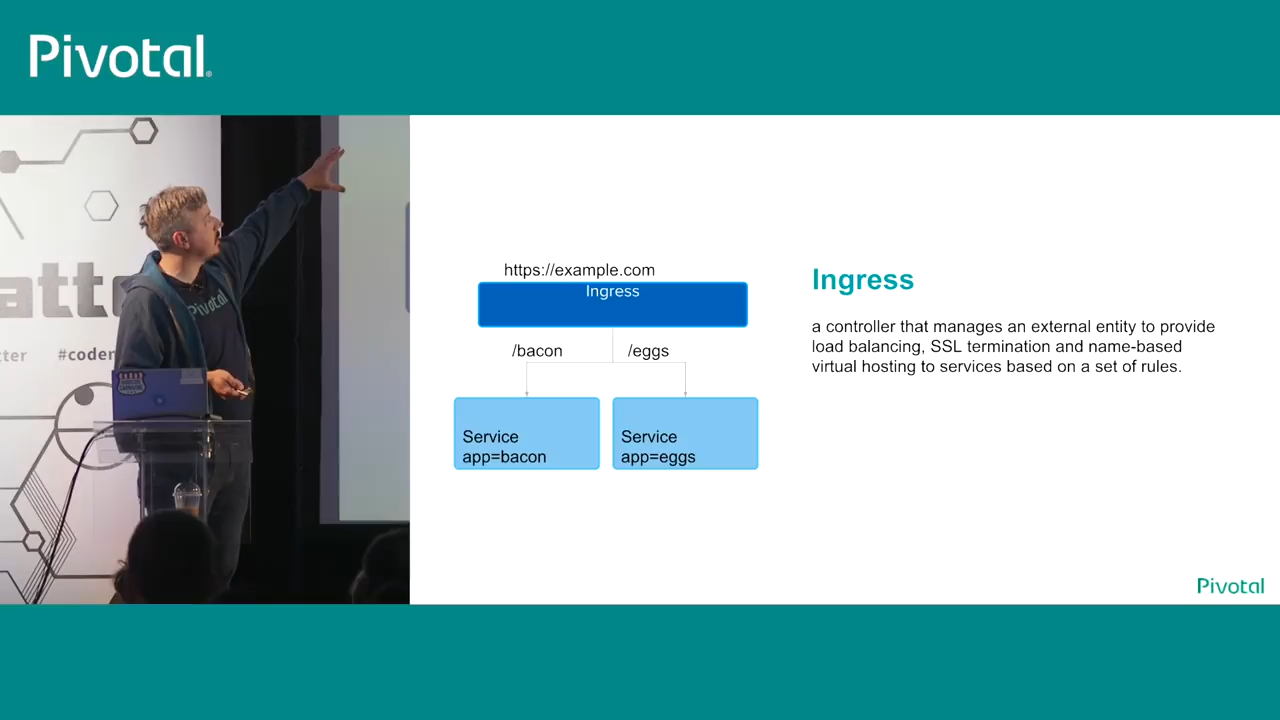 Pivotal
atte
tter #coder
Pivotal
https://example.com
Ingress
/bacon /eggs
Service
app=bacon
Service
app=eggs
Ingress
a controller that manages an external entity to provide
load balancing, SSL termination and name-based
virtual hosting to services based on a set of rules.
Pivotal